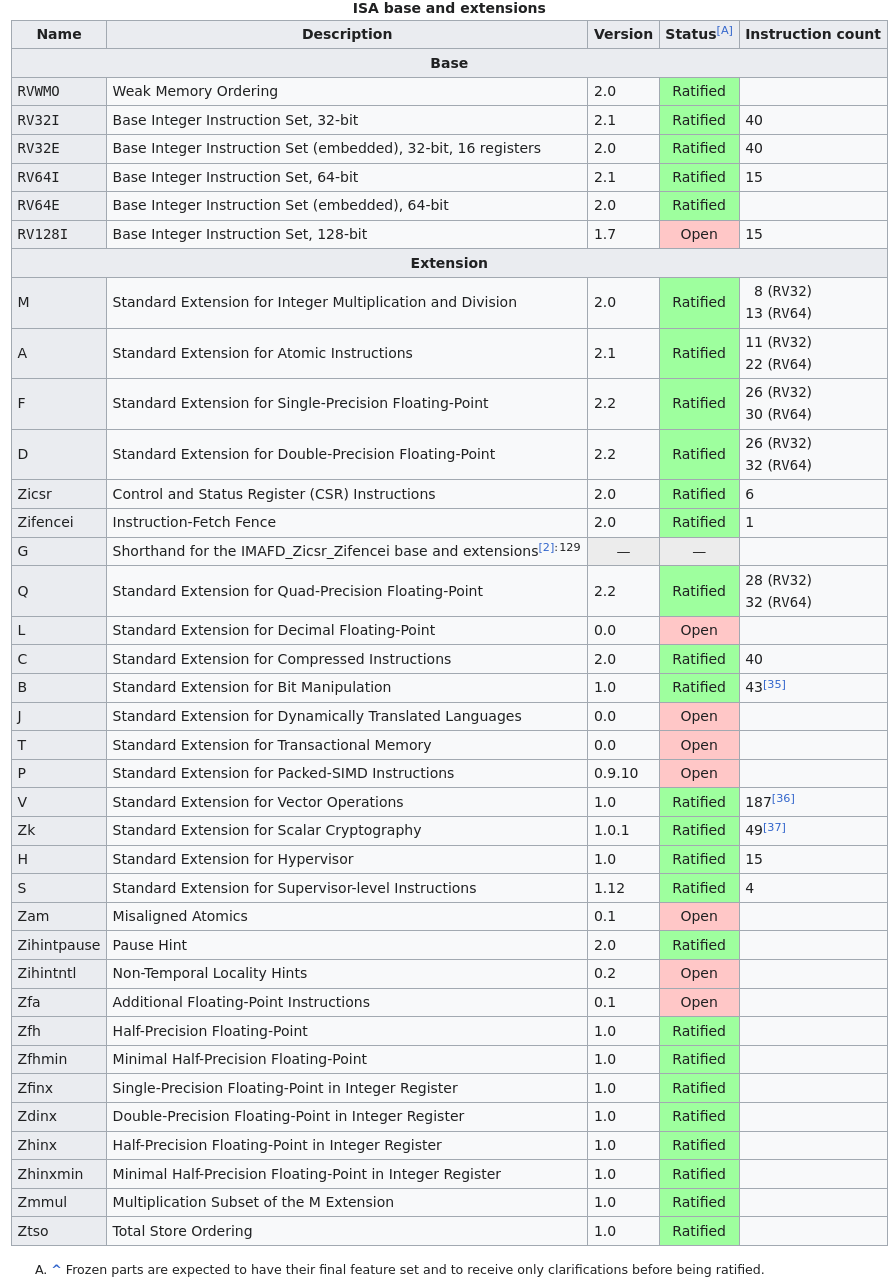 ISA base and extensions
Name Description Version Status[A] Instruction count
Base
RVWMO Weak Memory Ordering 2.0 Ratified
RV32I Base Integer Instruction Set, 32-bit 2.1 Ratified 40
RV32E Base Integer Instruction Set (embedded), 32-bit, 16 registers 2.0 Ratified 40
RV64I Base Integer Instruction Set, 64-bit 2.1 Ratified 15
RV64E Base Integer Instruction Set (embedded), 64-bit 2.0 Ratified
RV128I Base Integer Instruction Set, 128-bit 1.7 Open 15
Extension
M Standard Extension for Integer Multiplication and Division 2.0 Ratified 8 (RV32)
13 (RV64)
A Standard Extension for Atomic Instructions 2.1 Ratified 11 (RV32)
22 (RV64)
F Standard Extension for Single-Precision Floating-Point 2.2 Ratified 26 (RV32)
30 (RV64)
D Standard Extension for Double-Precision Floating-Point 2.2 Ratified 26 (RV32)
32 (RV64)
Zicsr Control and Status Register (CSR) Instructions 2.0 Ratified 6
Zifencei Instruction-Fetch Fence 2.0 Ratified 1
G Shorthand for the IMAFD_Zicsr_Zifencei base and extensions[2]:129 — —
Q Standard Extension for Quad-Precision Floating-Point 2.2 Ratified 28 (RV32)
32 (RV64)
L Standard Extension for Decimal Floating-Point 0.0 Open
C Standard Extension for Compressed Instructions 2.0 Ratified 40
B Standard Extension for Bit Manipulation 1.0 Ratified 43[35]
J Standard Extension for Dynamically Translated Languages 0.0 Open
T Standard Extension for Transactional Memory 0.0 Open
P Standard Extension for Packed-SIMD Instructions 0.9.10 Open
V Standard Extension for Vector Operations 1.0 Ratified 187[36]
Zk Standard Extension for Scalar Cryptography 1.0.1 Ratified 49[37]
H Standard Extension for Hypervisor 1.0 Ratified 15
S Standard Extension for Supervisor-level Instructions 1.12 Ratified 4
Zam Misaligned Atomics 0.1 Open
Zihintpause Pause Hint 2.0 Ratified
Zihintntl Non-Temporal Locality Hints 0.2 Open
Zfa Additional Floating-Point Instructions 0.1 Open
Zfh Half-Precision Floating-Point 1.0 Ratified
Zfhmin Minimal Half-Precision Floating-Point 1.0 Ratified
Zfinx Single-Precision Floating-Point in Integer Register 1.0 Ratified
Zdinx Double-Precision Floating-Point in Integer Register 1.0 Ratified
Zhinx Half-Precision Floating-Point in Integer Register 1.0 Ratified
Zhinxmin Minimal Half-Precision Floating-Point in Integer Register 1.0 Ratified
Zmmul Multiplication Subset of the M Extension 1.0 Ratified
Ztso Total Store Ordering 1.0 Ratified
A. ^ Frozen parts are expected to have their final feature set and to receive only clarifications before being ratified.